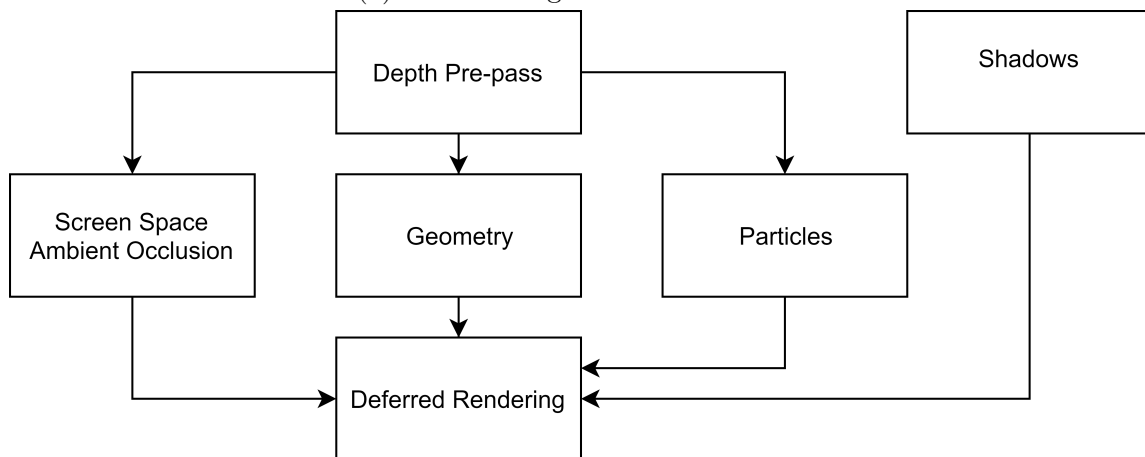 Depth Pre-pass
Shadows
Screen Space
Ambient Occlusion
Geometry
Particles
Deferred Rendering